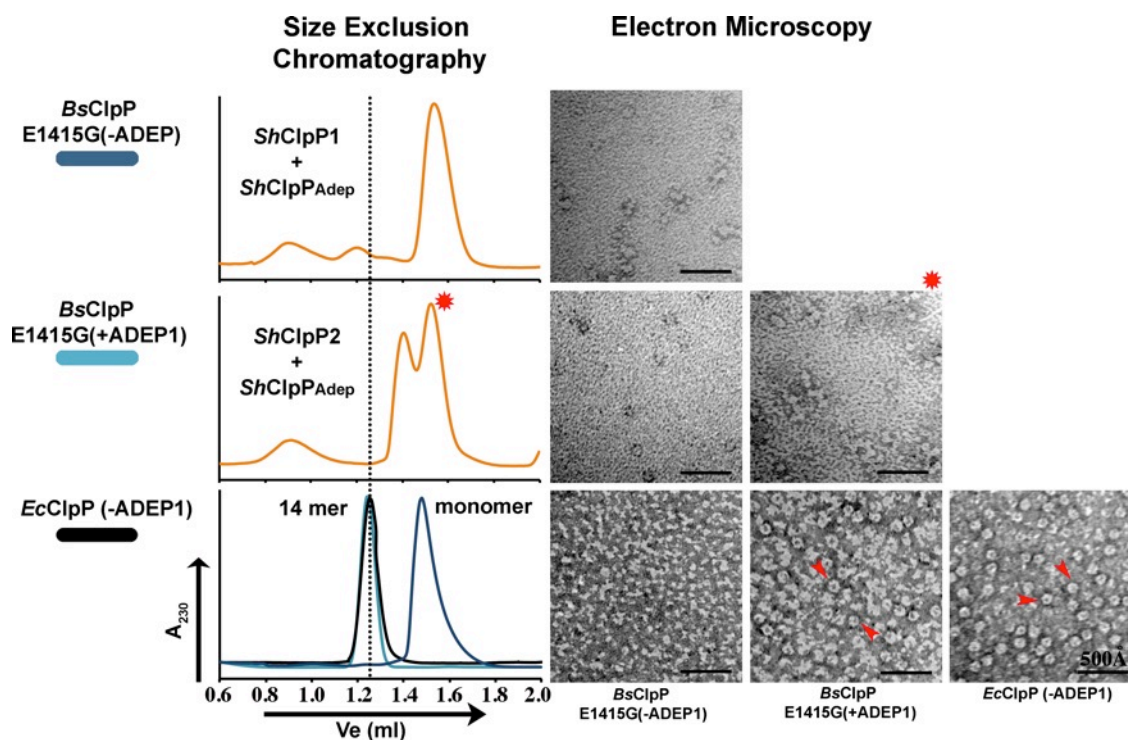 Size Exclusion
Chromatography
Electron Microscopy
BsClpP
E1415G(-ADEP)
ShClpP1
+
ShClpPAdep
BsClpP
E1415G(+ADEP1)
ShClpP2
+
ShClpPAdep
EcClpP (-ADEP1)
14 mer
monomer
A230
0.6 0.8 1.0 1.2 1.4 1.6 1.8 2.0
Ve (ml)
500Å
BsClpP
E1415G(-ADEP1)
BsClpP
E1415G(+ADEP1)
EcClpP (-ADEP1)